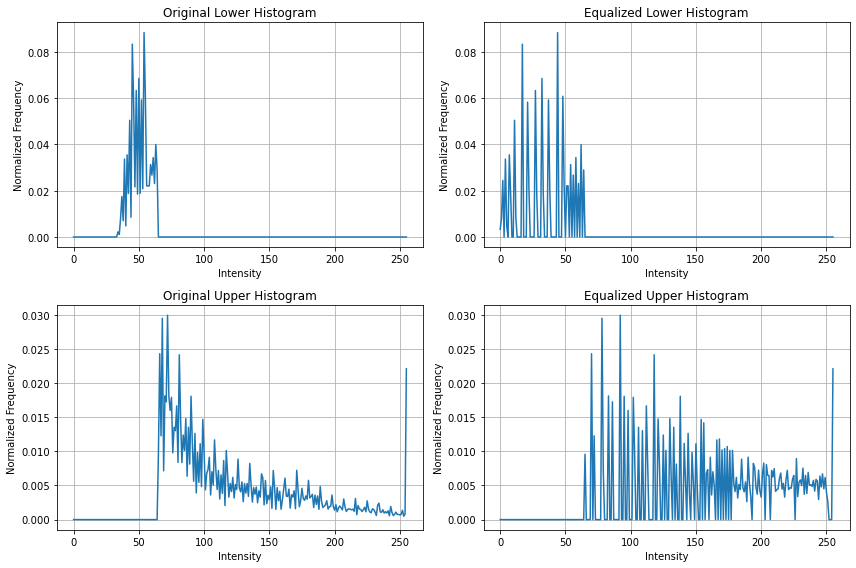 Original Lower Histogram
Normalized Frequency
0.08
0.06
0.04
0.02
0.00
0 50 100 150 200 250
Intensity
Equalized Lower Histogram
Normalized Frequency
0.08
0.06
0.04
0.02
0.00
0 50 100 150 200 250
Intensity
Original Upper Histogram
Normalized Frequency
0.030
0.025
0.020
0.015
0.010
0.005
0.000
0 50 100 150 200 250
Intensity
Equalized Upper Histogram
Normalized Frequency
0.030
0.025
0.020
0.015
0.010
0.005
0.000
0 50 100 150 200 250
Intensity